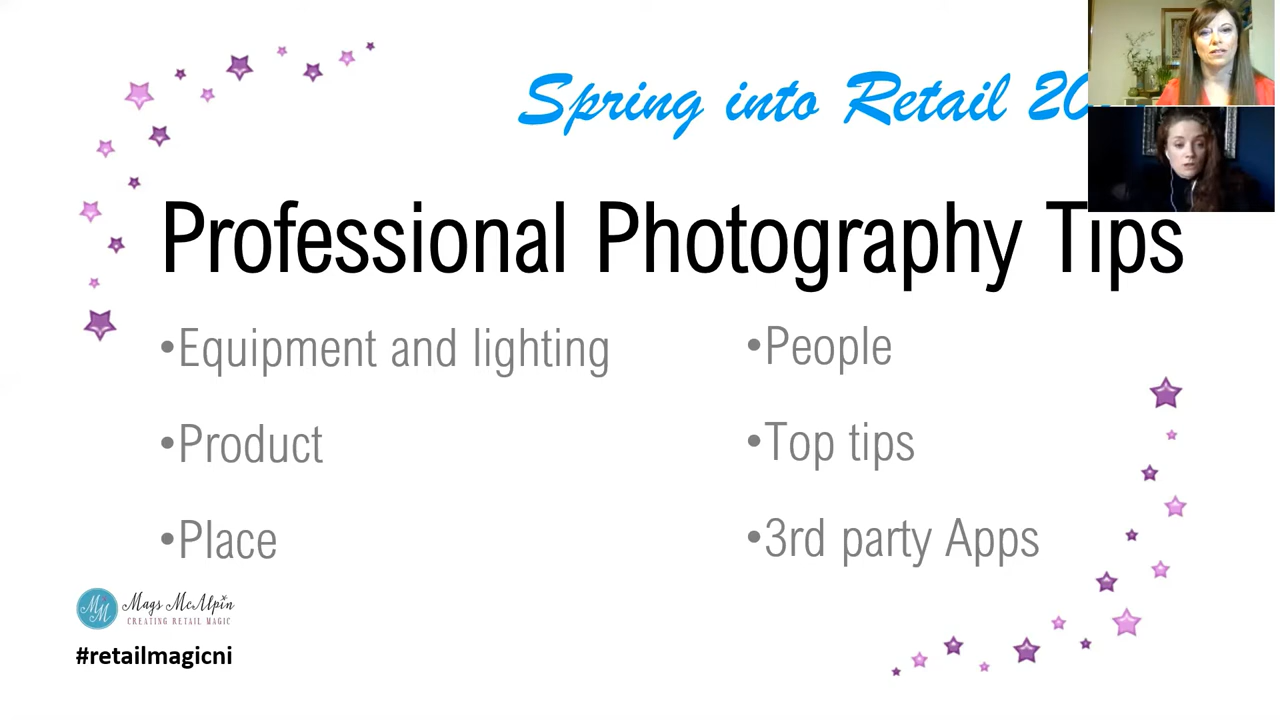 Spring into Retail
Professional Photography Tips
•Equipment and lighting
•Product
•Place
•People
•Top tips
•3rd party Apps
MM
Mags McAlpin
CREATING RETAIL MAGIC
#retailmagicni